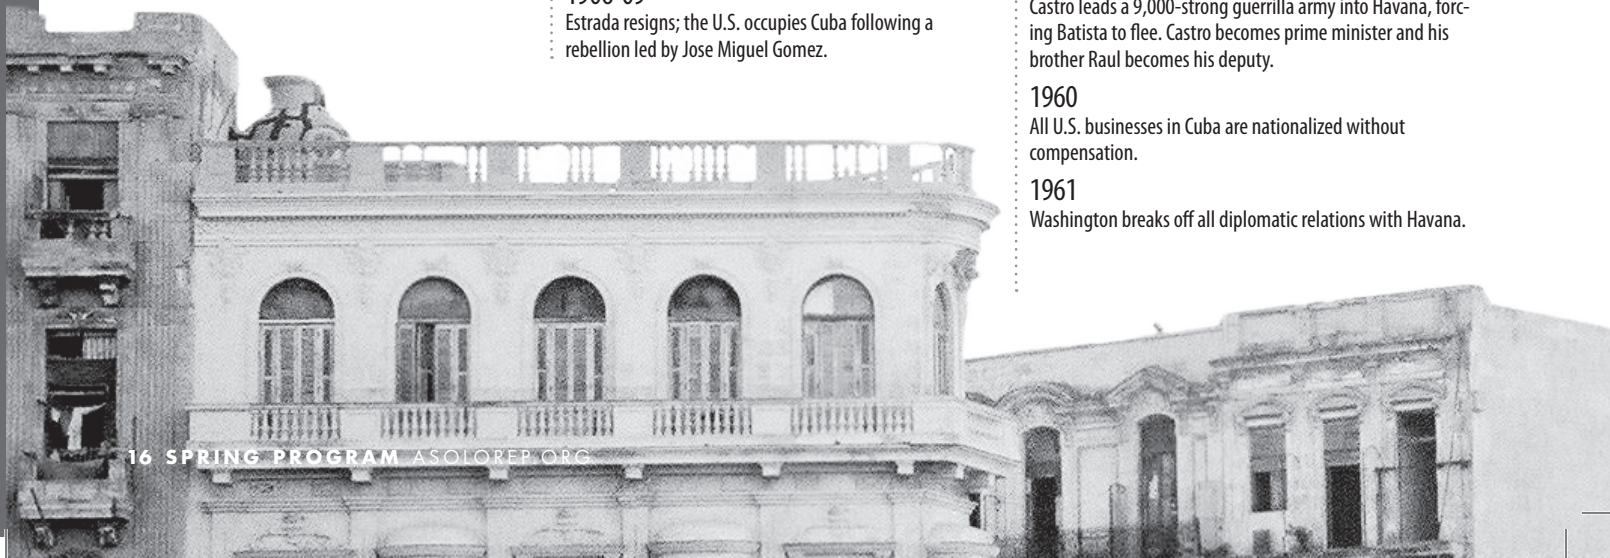 Estrada resigns; the U.S. occupies Cuba following a
rebellion led by Jose Miguel Gomez.
Castro leads a 9,000-strong guerrilla army into Havana, forc-
ing Batista to flee. Castro becomes prime minister and his
brother Raul becomes his deputy.
1960
All U.S. businesses in Cuba are nationalized without
compensation.
1961
Washington breaks off all diplomatic relations with Havana.
16 SPRING PROGRAM ASOLOREP.ORG